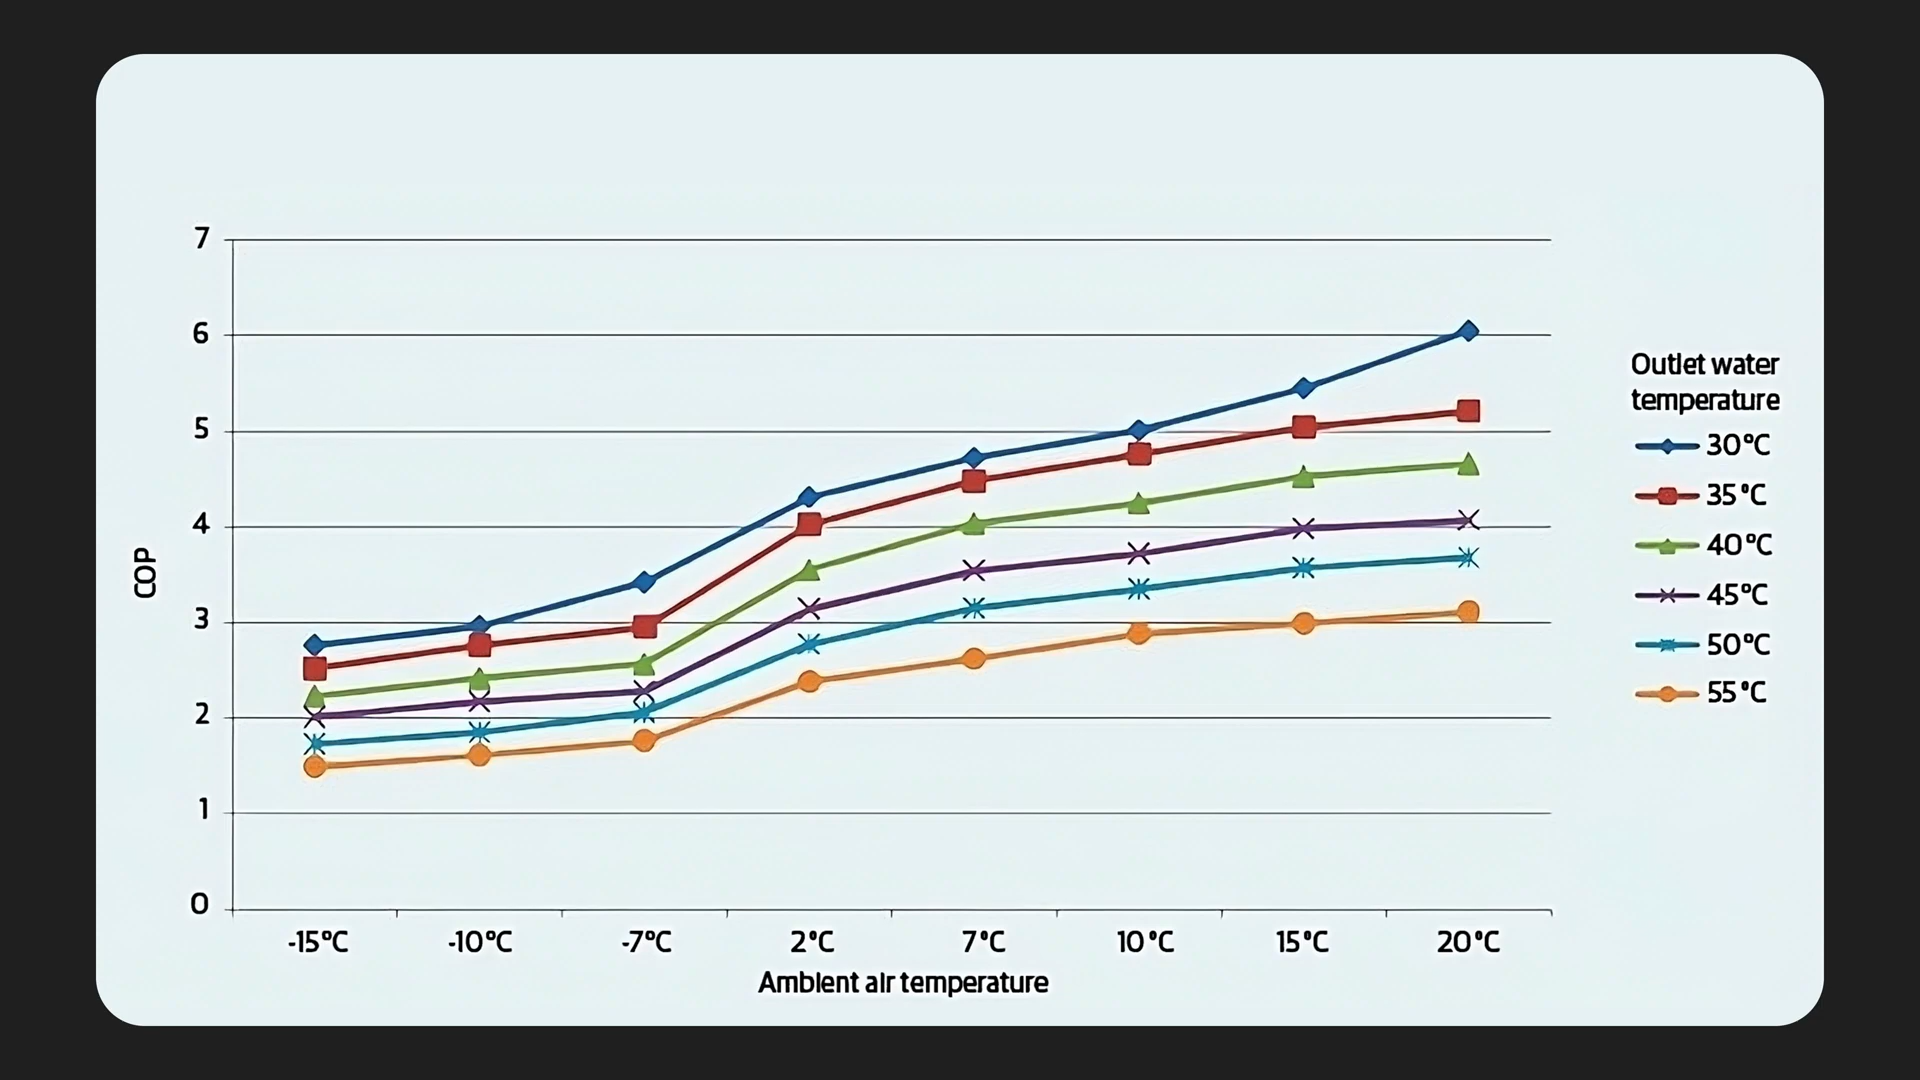 7
6
5
4
3
2
1
0
COP
-15°C -10°C -7°C 2°C 7°C 10°C 15°C 20°C
Ambient air temperature
Outlet water
temperature
30°C
35°C
40°C
45°C
50°C
55°C